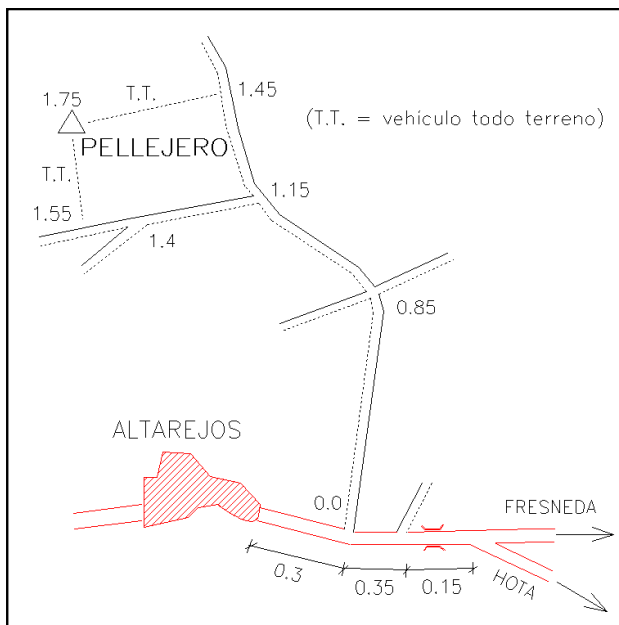 1.75
T.T.
1.45
(T.T. = vehículo todo terreno)
PELLEJERO
T.T.
1.15
1.55
1.4
0.85
ALTAREJOS
0.0
FRESNEDA
0.3
0.35
0.15
HOTA